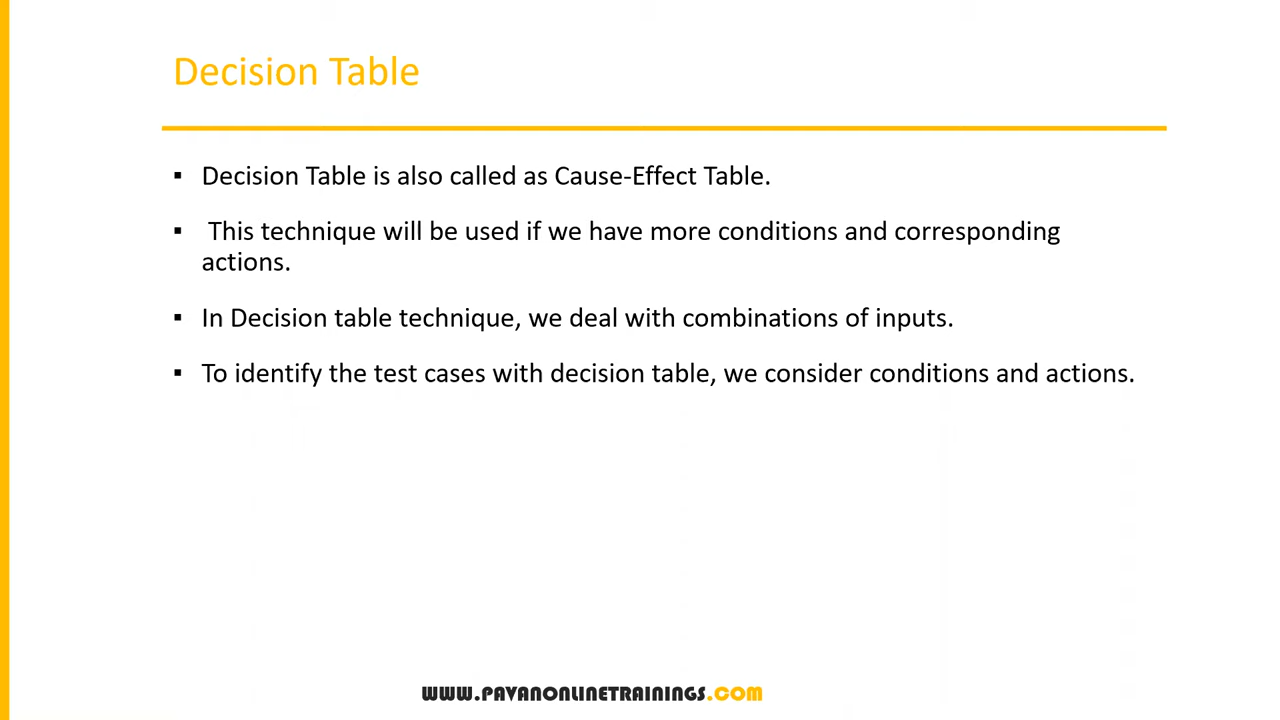 Decision Table
▪ Decision Table is also called as Cause-Effect Table.
▪ This technique will be used if we have more conditions and corresponding
actions.
▪ In Decision table technique, we deal with combinations of inputs.
▪ To identify the test cases with decision table, we consider conditions and actions.
WWW.PAVANONLINETRAININGS.COM